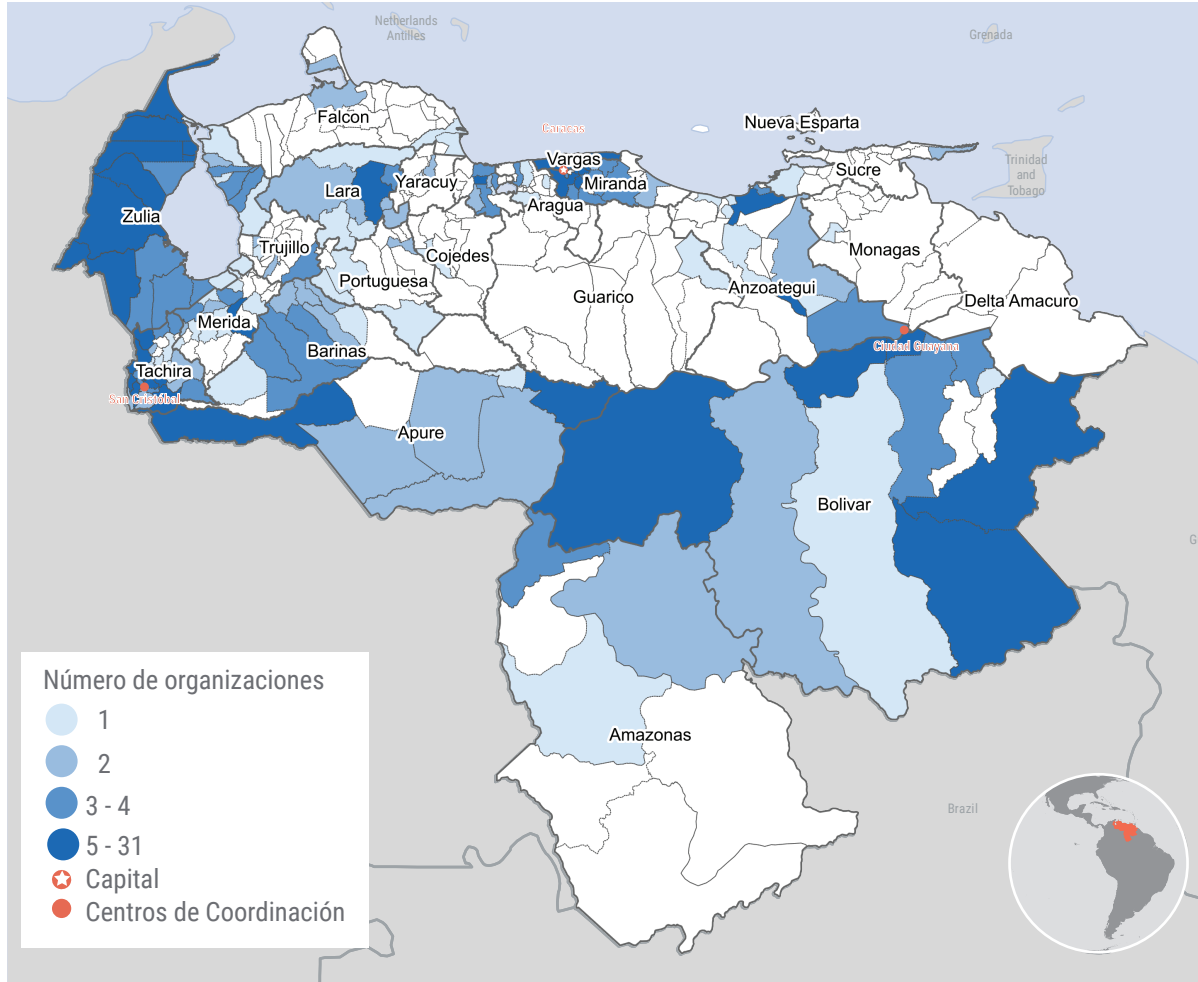 Netherlands
Antilles
Grenada
Falcon
Nueva Esparta
Caracas
Vargas
Trinidad
and
Tobago
Sucre
Lara
Yaracuy
Miranda
Aragua
Zulia
Trujillo
Cojedes
Monagas
Portuguesa
Anzoategui
Guarico
Delta Amacuro
Merida
Ciudad Guayana
Barinas
Tachira
San Cristóbal
Apure
Bolivar
G
Número de organizaciones
1
2
3 - 4
5 - 31
Capital
Centros de Coordinación
Amazonas
Brazil